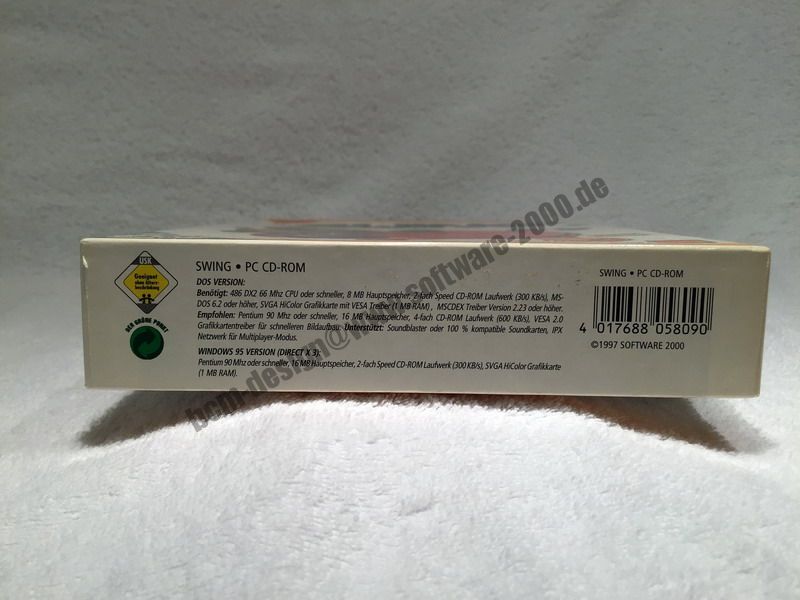 USK
Geeignet
ohne Alters-
beschränkung
DER GRÜNE PUNKT
SWING • PC CD-ROM
DOS VERSION:
Benötigt: 486 DX2 66 Mhz CPU oder schneller, 8 MB Hauptspeicher, 2-fach Speed CD-ROM Laufwerk (300 KB/s), MS-
DOS 6.2 oder höher, SVGA HiColor Grafikkarte mit VESA Treiber (1 MB RAM), MSCDEX Treiber Version 2.23 oder höher.
Empfohlen: Pentium 90 Mhz oder schneller, 16 MB Hauptspeicher, 4-fach CD-ROM Laufwerk (600 KB/s), VESA 2.0
Grafikkartentreiber für schnelleren Bildaufbau. Unterstützt: Soundblaster oder 100 % kompatible Soundkarten, IPX
Netzwerk für Multiplayer-Modus.
WINDOWS 95 VERSION (DIRECT X 3):
Pentium 90 Mhz oder schneller, 16 MB Hauptspeicher, 2-fach Speed CD-ROM Laufwerk (300 KB/s), SVGA HiColor Grafikkarte
(1 MB RAM).
SWING • PC CD-ROM
4 017688 058090
©1997 SOFTWARE 2000
software-2000.de